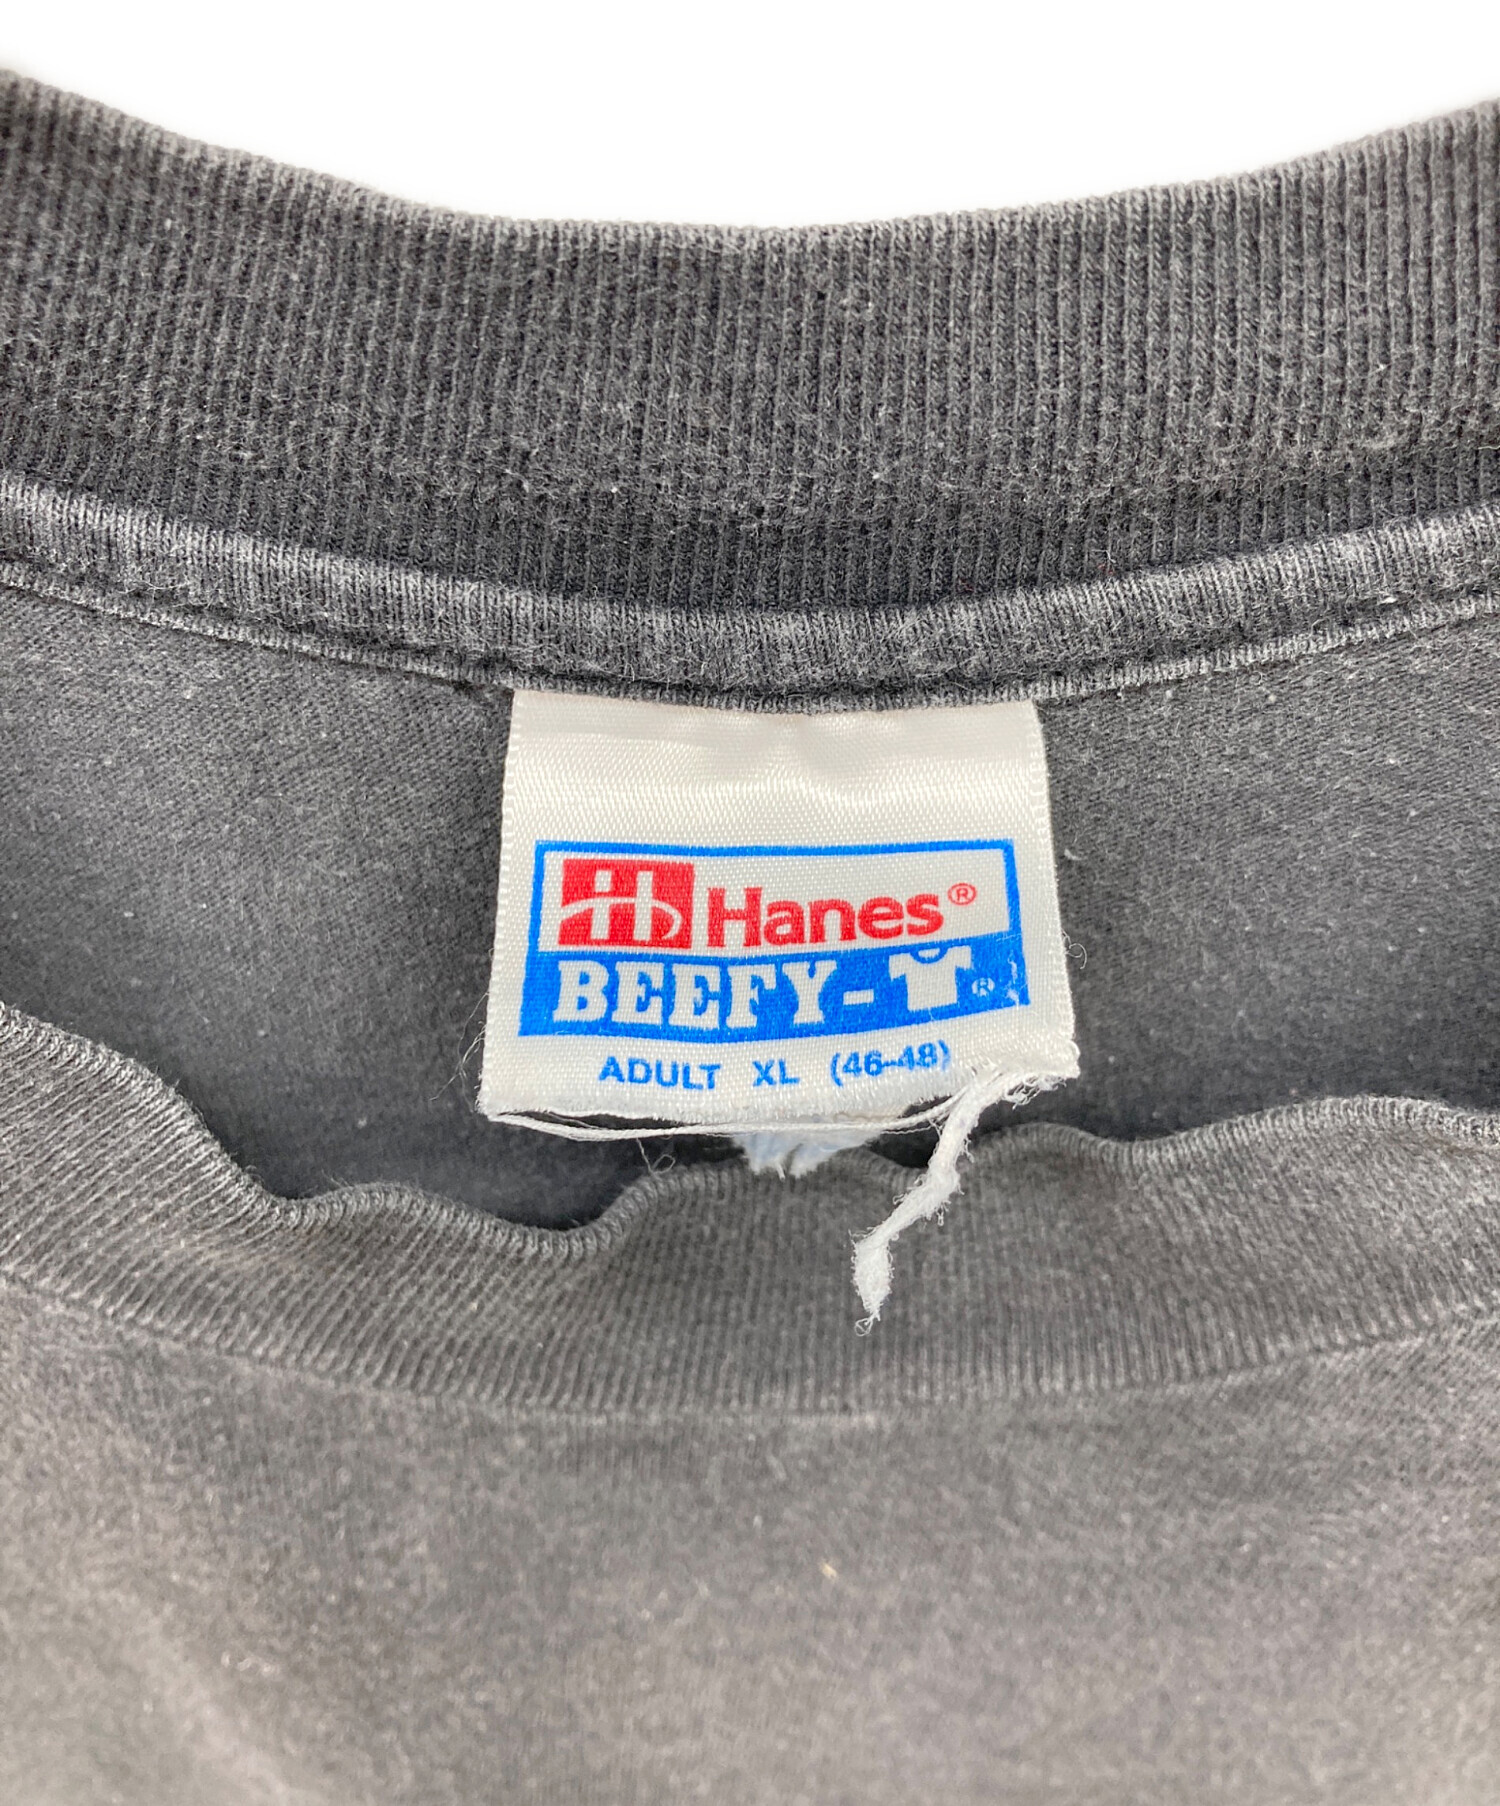 Hanes®
BEEFY-T®
ADULT XL (46-48)